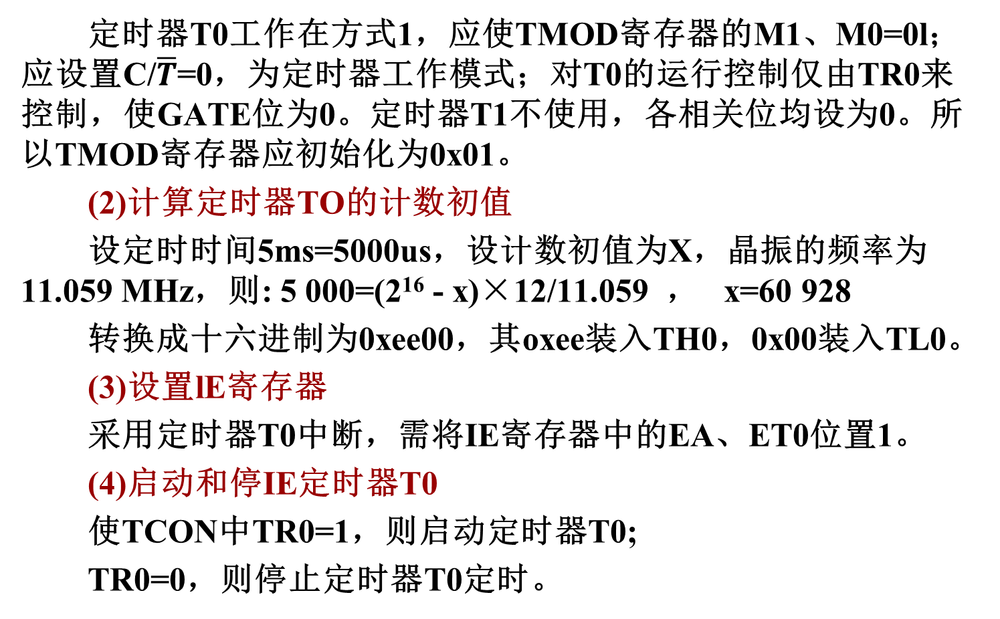 定时器T0工作在方式1，应使TMOD寄存器的M1、M0=0l；
应设置C/T̅=0，为定时器工作模式；对T0的运行控制仅由TR0来
控制，使GATE位为0。定时器T1不使用，各相关位均设为0。所
以TMOD寄存器应初始化为0x01。
(2)计算定时器TO的计数初值
设定时时间5ms=5000us，设计数初值为X，晶振的频率为
11.059 MHz，则: 5 000=(2¹⁶ - x)×12/11.059 ， x=60 928
转换成十六进制为0xee00，其oxee装入TH0，0x00装入TL0。
(3)设置lE寄存器
采用定时器T0中断，需将IE寄存器中的EA、ET0位置1。
(4)启动和停IE定时器T0
使TCON中TR0=1，则启动定时器T0;
TR0=0，则停止定时器T0定时。